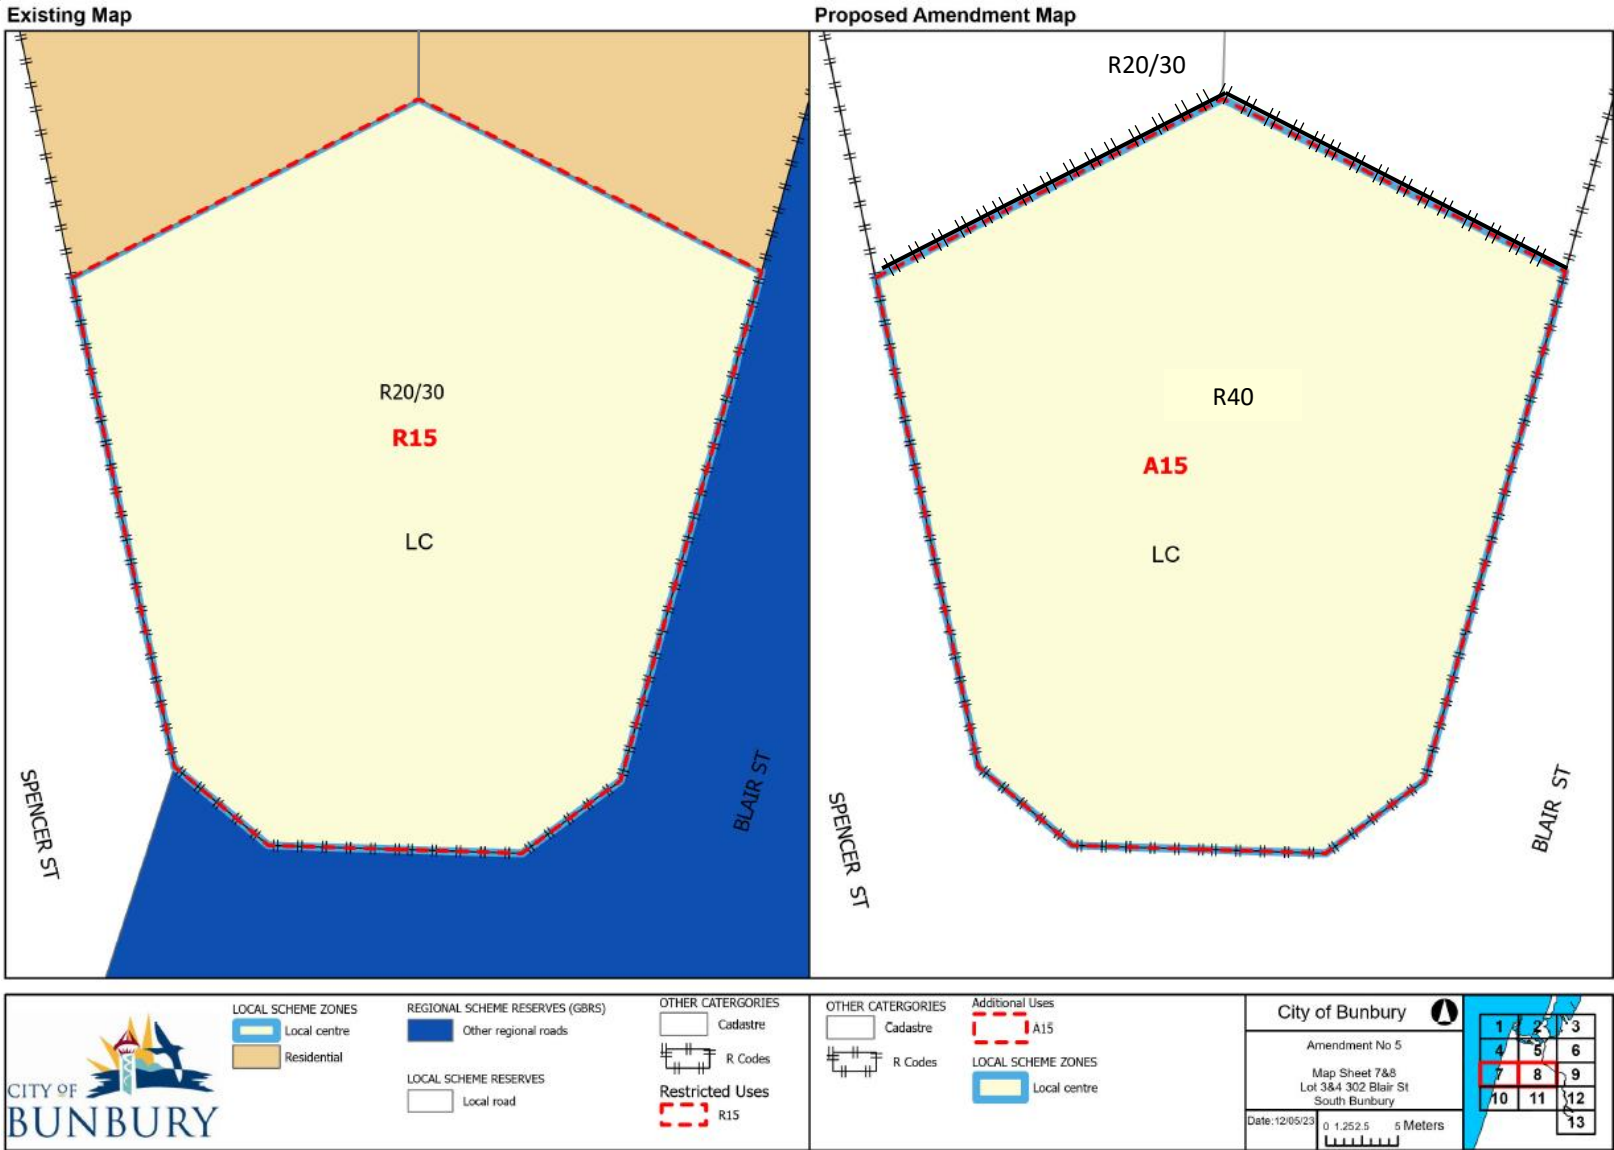 Existing Map
Proposed Amendment Map
R20/30
R15
LC
SPENCER ST
BLAIR ST
R20/30
R40
A15
LC
SPENCER ST
BLAIR ST
CITY OF
BUNBURY
LOCAL SCHEME ZONES
Local centre
Residential
REGIONAL SCHEME RESERVES (GBRS)
Other regional roads
LOCAL SCHEME RESERVES
Local road
OTHER CATERGORIES
Cadastre
R Codes
Restricted Uses
R15
OTHER CATERGORIES
Cadastre
R Codes
Additional Uses
A15
LOCAL SCHEME ZONES
Local centre
City of Bunbury
Amendment No 5
Map Sheet 7&8
Lot 3&4 302 Blair St
South Bunbury
Date:12/05/23
0 1.252.5 5 Meters
1 2 3
4 5 6
7 8 9
10 11 12
13